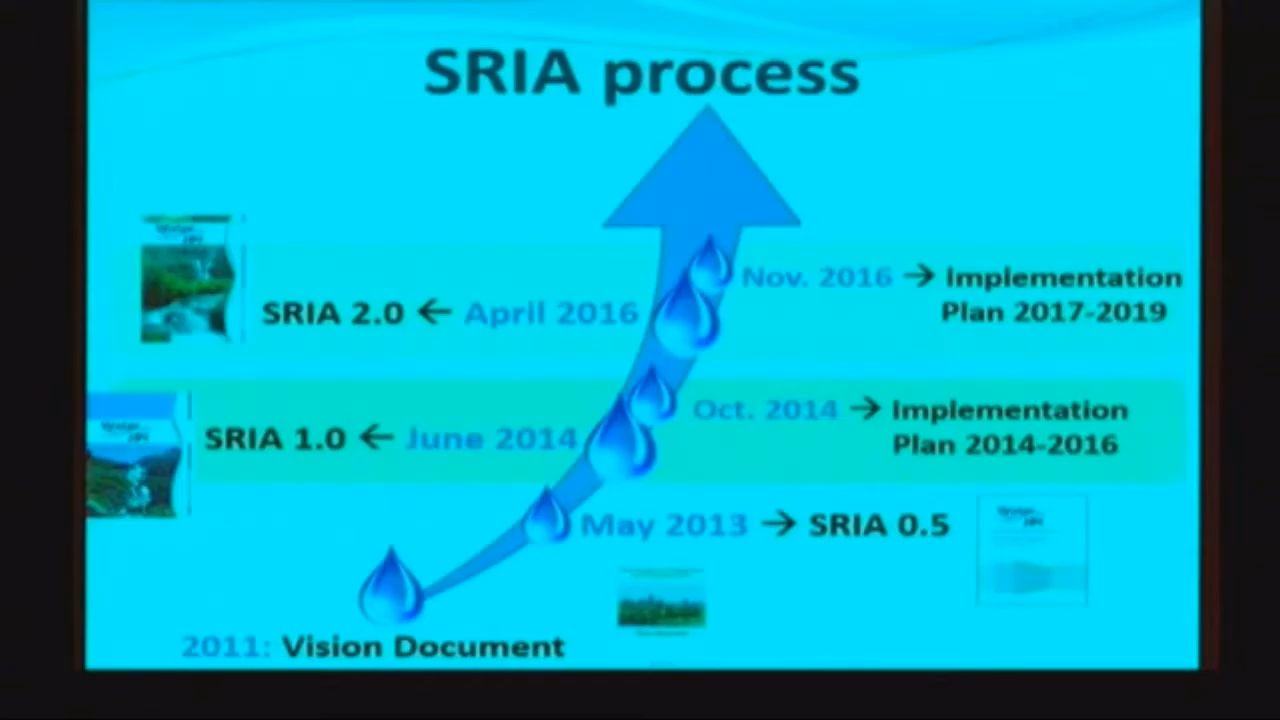 SRIA process
Nov. 2016 → Implementation
Plan 2017-2019
SRIA 2.0 ← April 2016
Oct. 2014 → Implementation
Plan 2014-2016
SRIA 1.0 ← June 2014
May 2013 → SRIA 0.5
2011: Vision Document